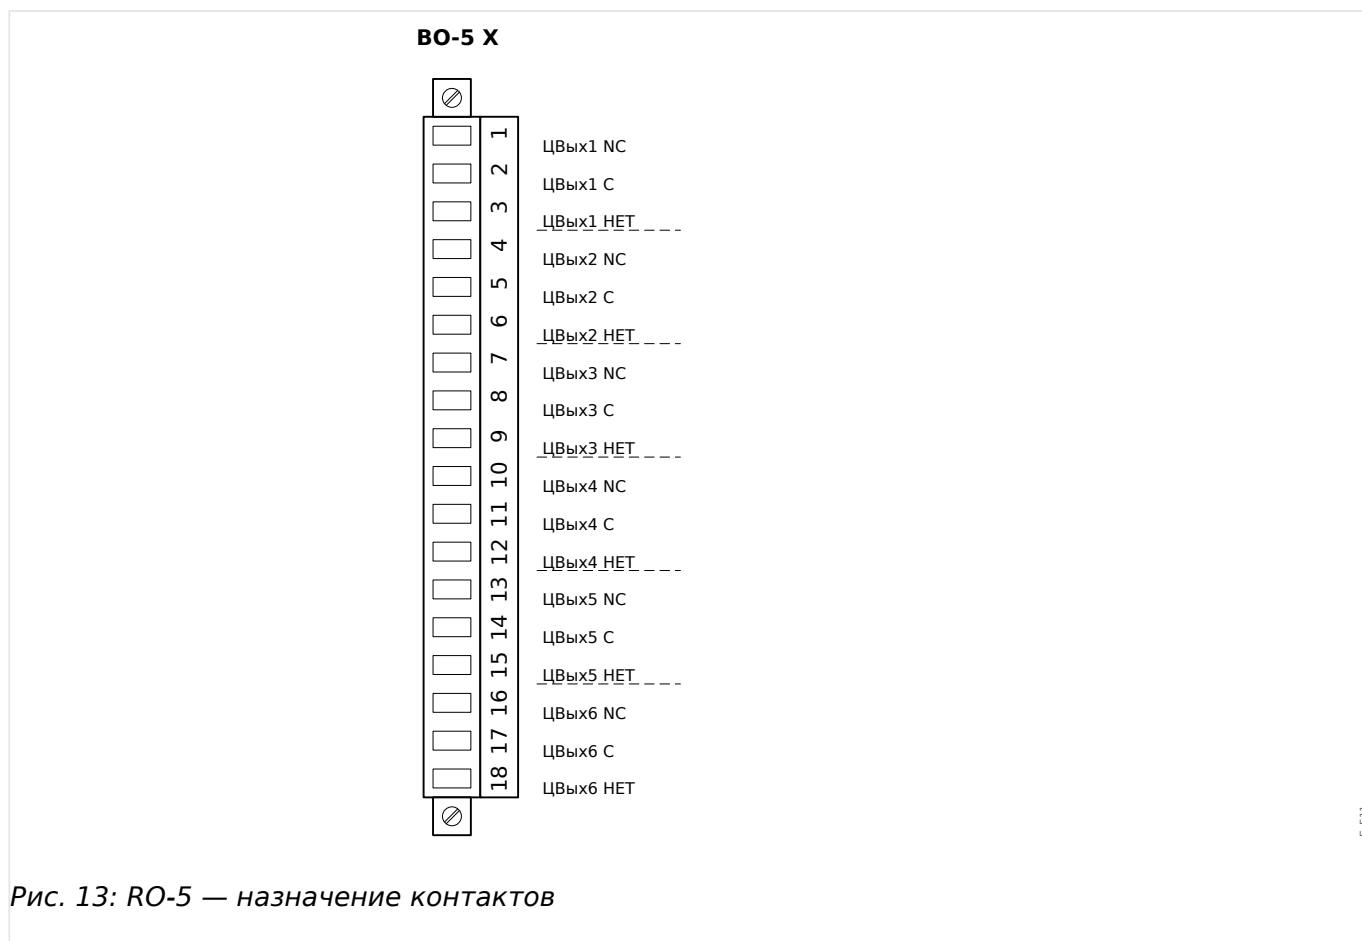 ВО-5 X
1
ЦВых1 NC
2
ЦВых1 C
3
ЦВых1 НЕТ
4
ЦВых2 NC
5
ЦВых2 C
6
ЦВых2 НЕТ
7
ЦВых3 NC
8
ЦВых3 C
9
ЦВых3 НЕТ
10
ЦВых4 NC
11
ЦВых4 C
12
ЦВых4 НЕТ
13
ЦВых5 NC
14
ЦВых5 C
15
ЦВых5 НЕТ
16
ЦВых6 NC
17
ЦВых6 C
18
ЦВых6 НЕТ
Рис. 13: RO-5 — назначение контактов